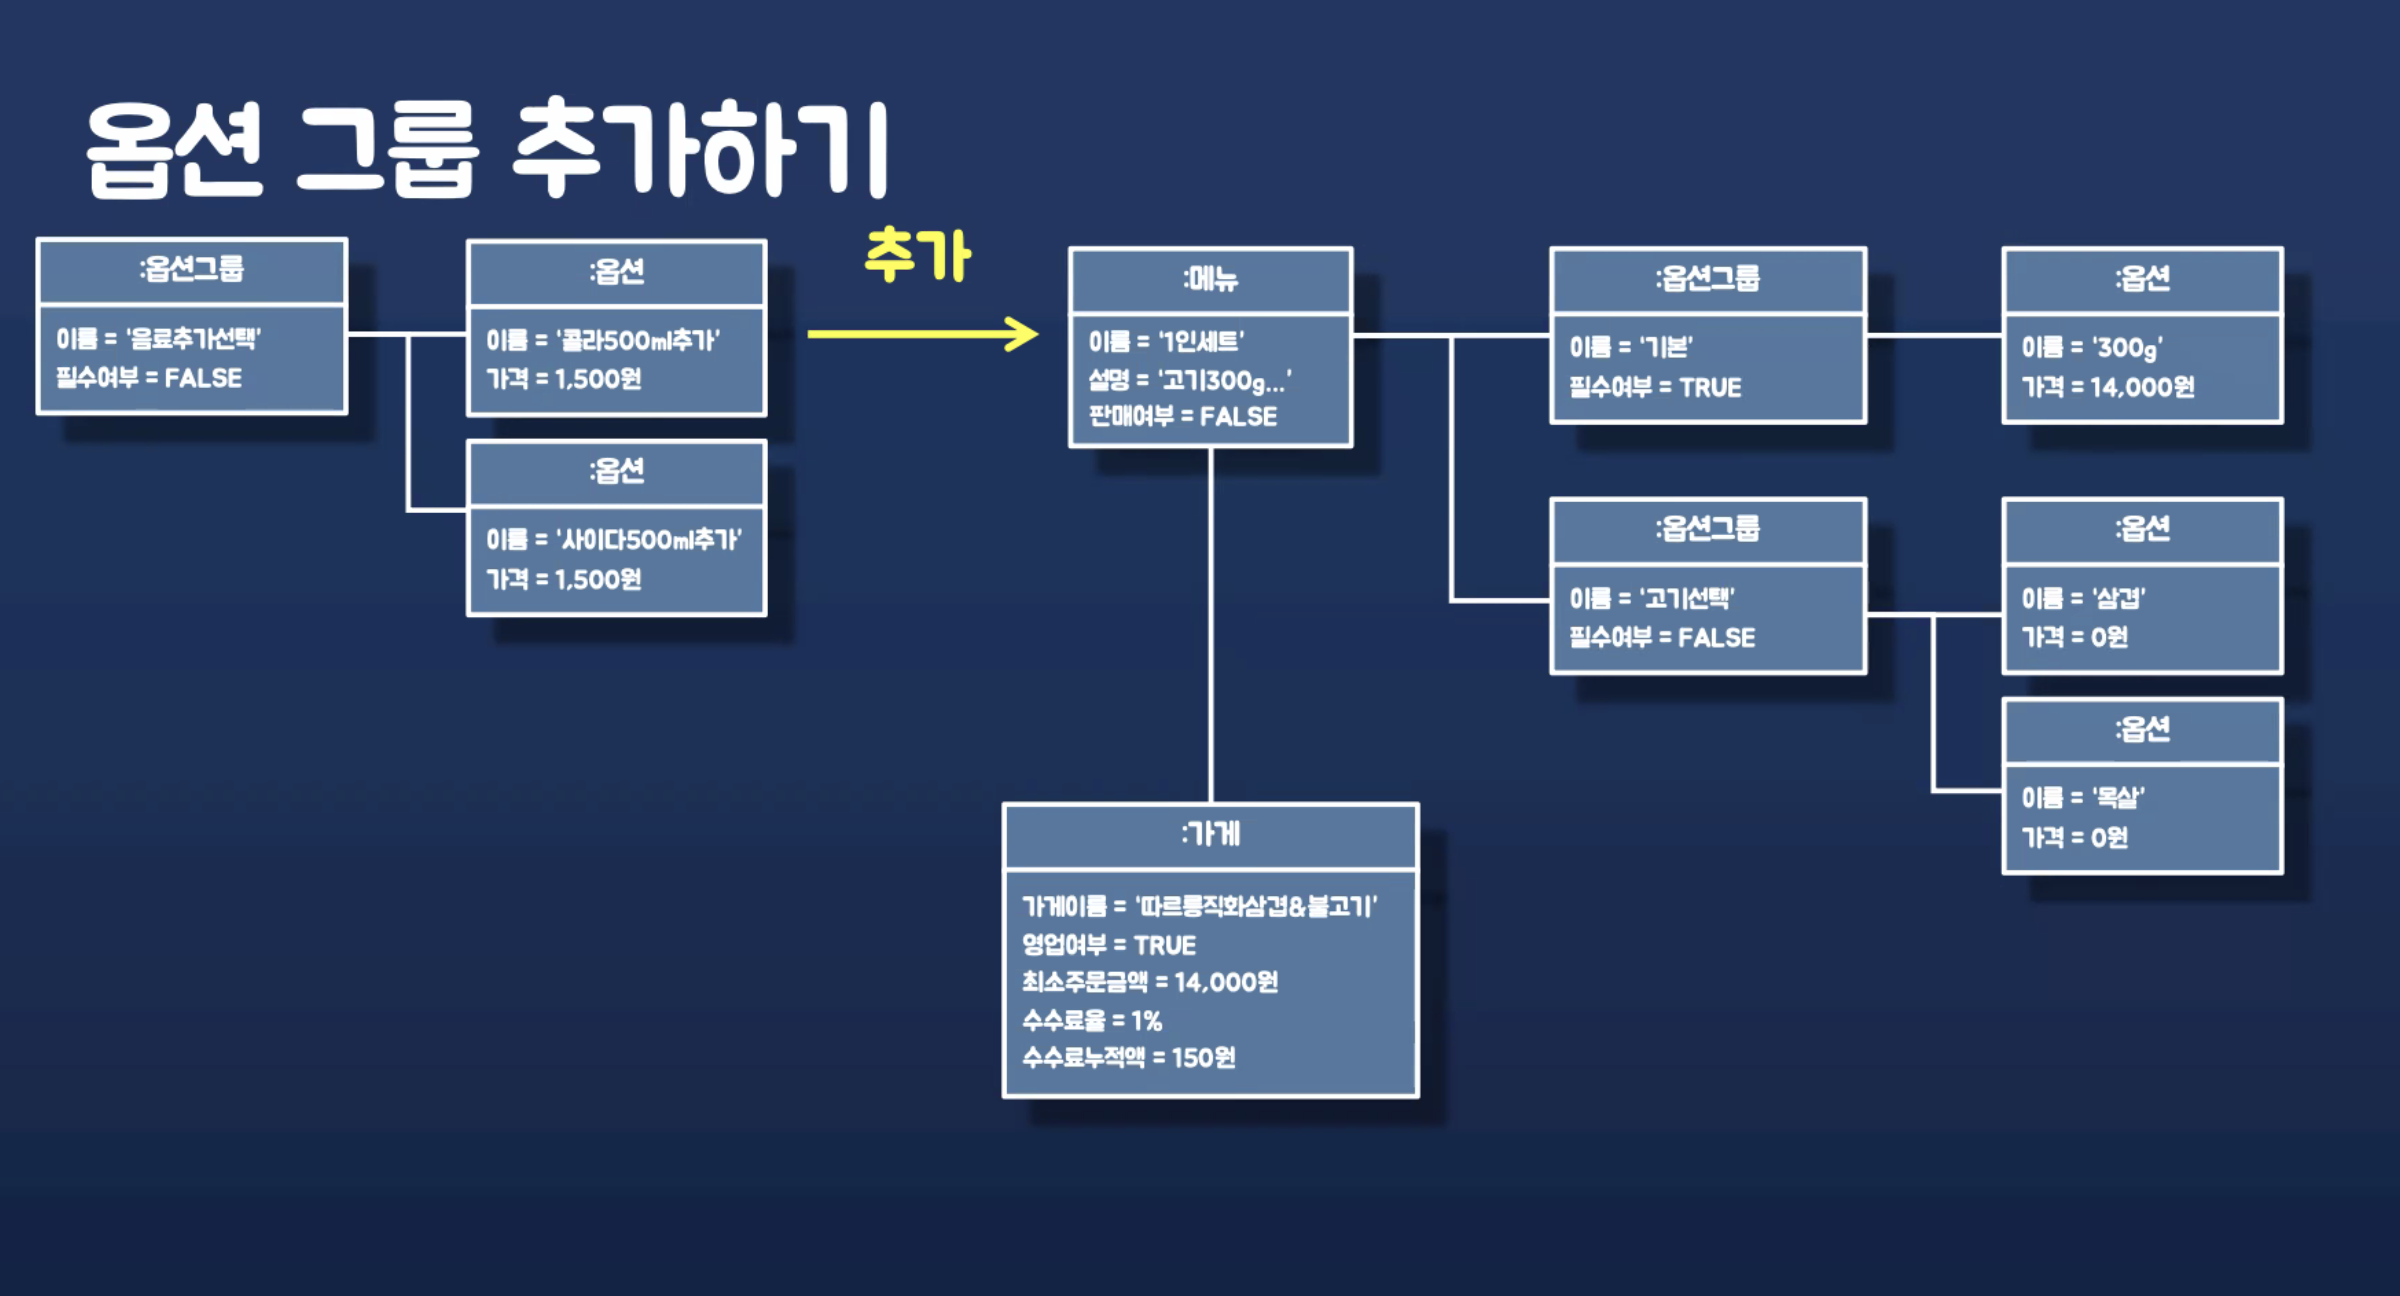 옵션 그룹 추가하기
:옵션그룹
이름 = '음료추가선택'
필수여부 = FALSE
:옵션
이름 = '콜라500ml추가'
가격 = 1,500원
:옵션
이름 = '사이다500ml추가'
가격 = 1,500원
추가
:메뉴
이름 = '1인세트'
설명 = '고기300g...'
판매여부 = FALSE
:옵션그룹
이름 = '기본'
필수여부 = TRUE
:옵션
이름 = '300g'
가격 = 14,000원
:옵션그룹
이름 = '고기선택'
필수여부 = FALSE
:옵션
이름 = '삼겹'
가격 = 0원
:옵션
이름 = '목살'
가격 = 0원
:가게
가게이름 = '따르릉직화삼겹&불고기'
영업여부 = TRUE
최소주문금액 = 14,000원
수수료율 = 1%
수수료누적액 = 150원